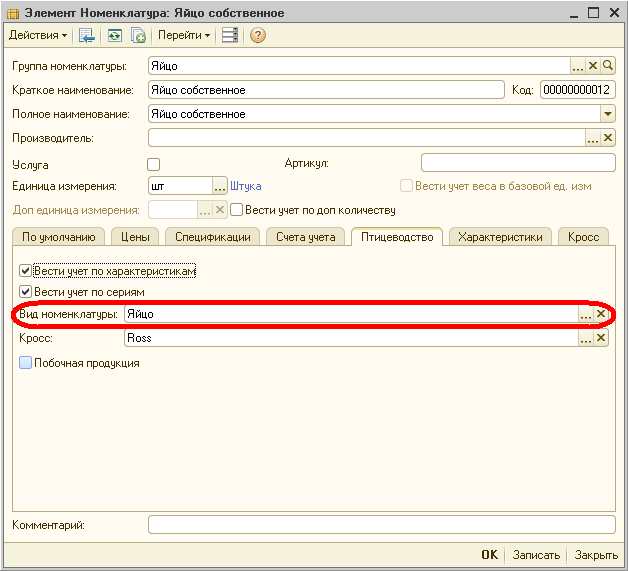 Элемент Номенклатура: Яйцо собственное
Действия Перейти
Группа номенклатуры: Яйцо
Краткое наименование: Яйцо собственное Код: 00000000012
Полное наименование: Яйцо собственное
Производитель:
Услуга Артикул:
Единица измерения: шт Штука Вести учет веса в базовой ед. изм
Доп единица измерения: Вести учет по доп количеству
По умолчанию Цены Спецификации Счета учета Птицеводство Характеристики Кросс
Вести учет по характеристикам
Вести учет по сериям
Вид номенклатуры: Яйцо
Кросс: Ross
Побочная продукция
Комментарий:
OK Записать Закрыть